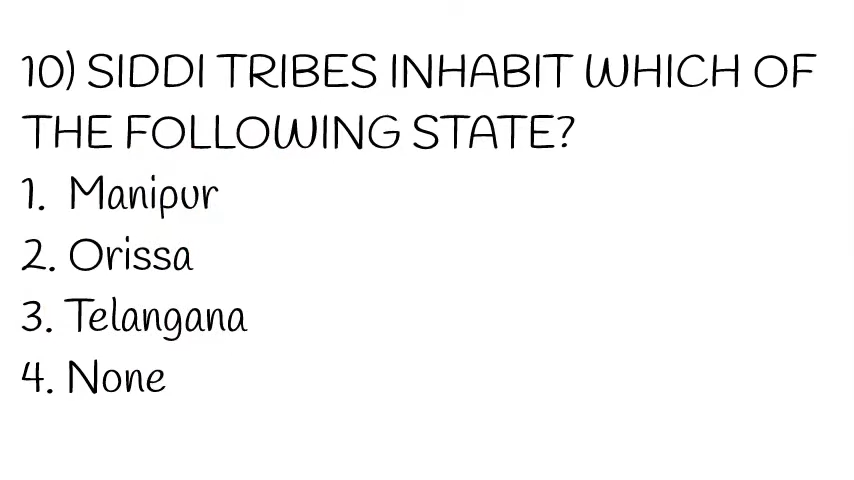 10) SIDDI TRIBES INHABIT WHICH OF
THE FOLLOWING STATE?
1. Manipur
2. Orissa
3. Telangana
4. None